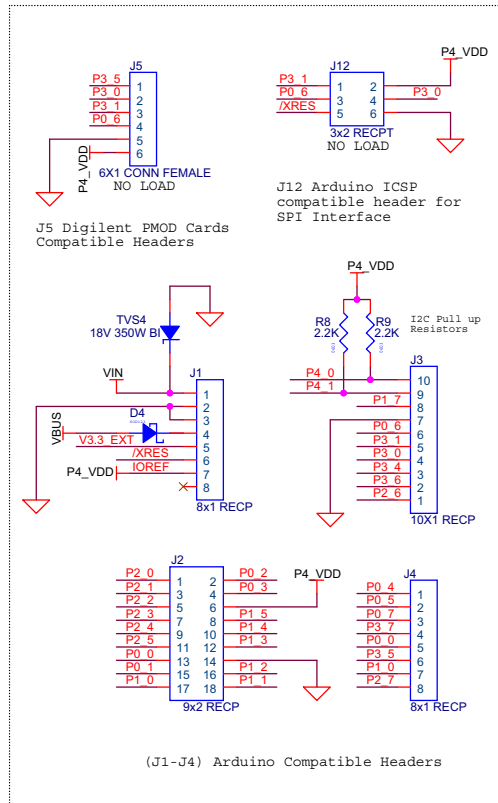 J5
P3_5 1
P3_0 2
P3_1 3
P0_6 4
5
P4_VDD 6
6X1 CONN FEMALE
NO LOAD
J5 Digilent PMOD Cards
Compatible Headers
P4_VDD
J12
P3_1 1 2
P0_6 3 4 P3_0
/XRES 5 6
3x2 RECPT
NO LOAD
J12 Arduino ICSP
compatible header for
SPI Interface
TVS4
18V 350W BI
VIN
J1
1
2
3
D4
VBUS 4
V3.3_EXT 5
/XRES 6
P4_VDD IOREF 7
8
8x1 RECP
P4_VDD
R8
2.2K
R9
2.2K
I2C Pull up
Resistors
J3
P4_0 10
P4_1 9
P1_7 8
7
P0_6 6
P3_1 5
P3_0 4
P3_4 3
P3_6 2
P2_6 1
10X1 RECP
J2
P4_VDD
P2_0 1 2 P0_2
P2_1 3 4 P0_3
P2_2 5 6
P2_3 7 8 P1_5
P2_4 9 10 P1_4
P2_5 11 12 P1_3
P0_0 13 14
P0_1 15 16 P1_2
P1_0 17 18 P1_1
9x2 RECP
J4
P0_4 1
P0_5 2
P0_7 3
P3_7 4
P0_0 5
P3_5 6
P1_0 7
P2_7 8
8x1 RECP
(J1-J4) Arduino Compatible Headers